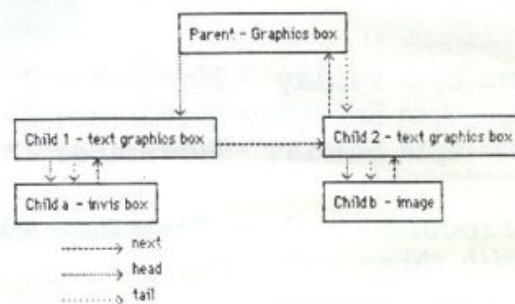 Parent - Graphics box
Child 1 - text graphics box
Child 2 - text graphics box
Child a - invis box
Child b - image
next
head
tail